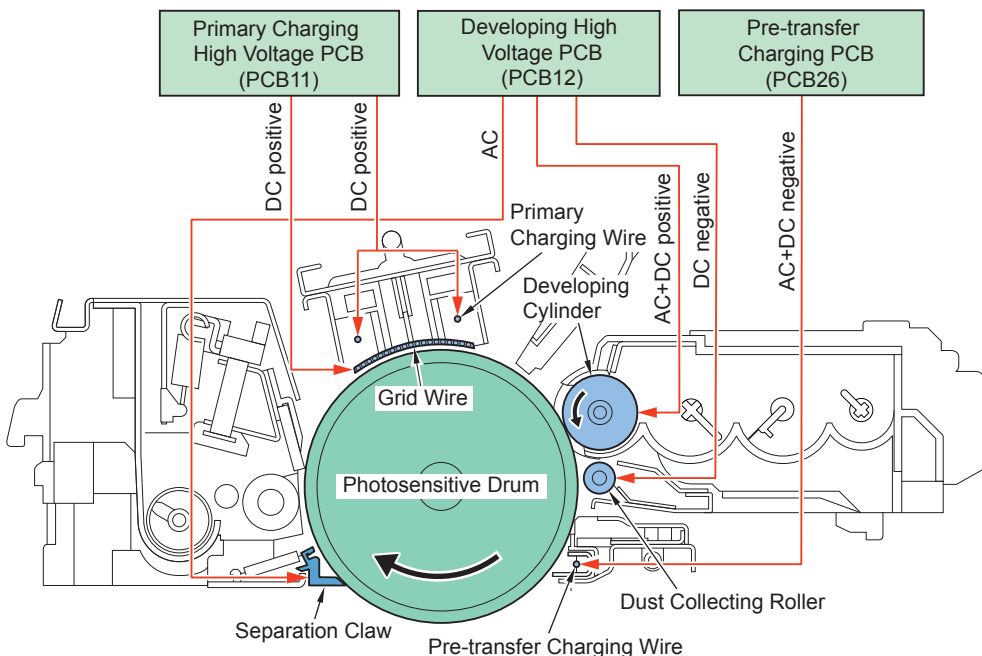 Primary Charging
High Voltage PCB
(PCB11)
Developing High
Voltage PCB
(PCB12)
Pre-transfer
Charging PCB
(PCB26)
DC positive
DC positive
AC
AC+DC positive
DC negative
AC+DC negative
Primary
Charging Wire
Developing
Cylinder
Grid Wire
Photosensitive Drum
Dust Collecting Roller
Separation Claw
Pre-transfer Charging Wire